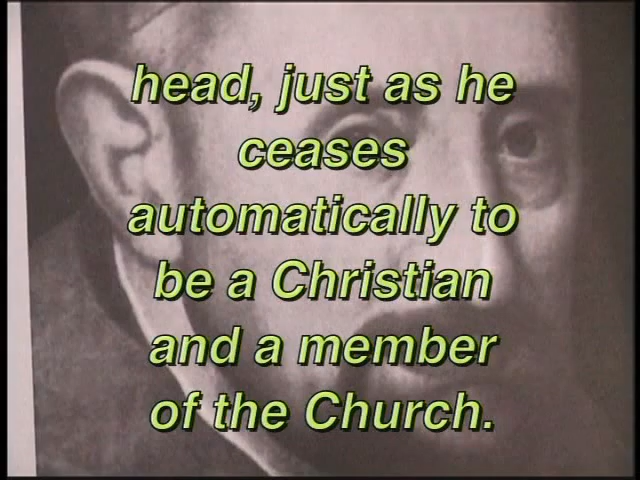 head, just as he
ceases
automatically to
be a Christian
and a member
of the Church.